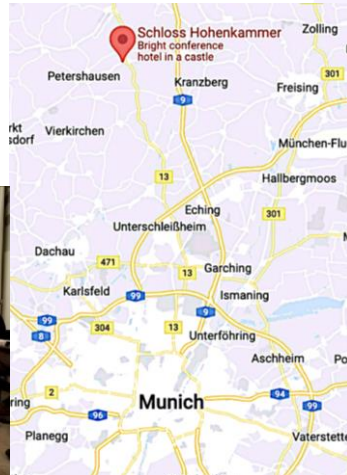 Schloss Hohenkammer
Bright conference
hotel in a castle
Zolling
Petershausen
301
Kranzberg
Freising
9
rkt
sdorf
Vierkirchen
München-Flu
13
Hallbergmoos
301
Eching
Unterschleißheim
Dachau
471
13
Garching
Karlsfeld
99
Ismaning
9
99
304
13
8
Unterföhring
Aschheim
Po
2
94
ring
Munich
99
96
Planegg
Vaterstette